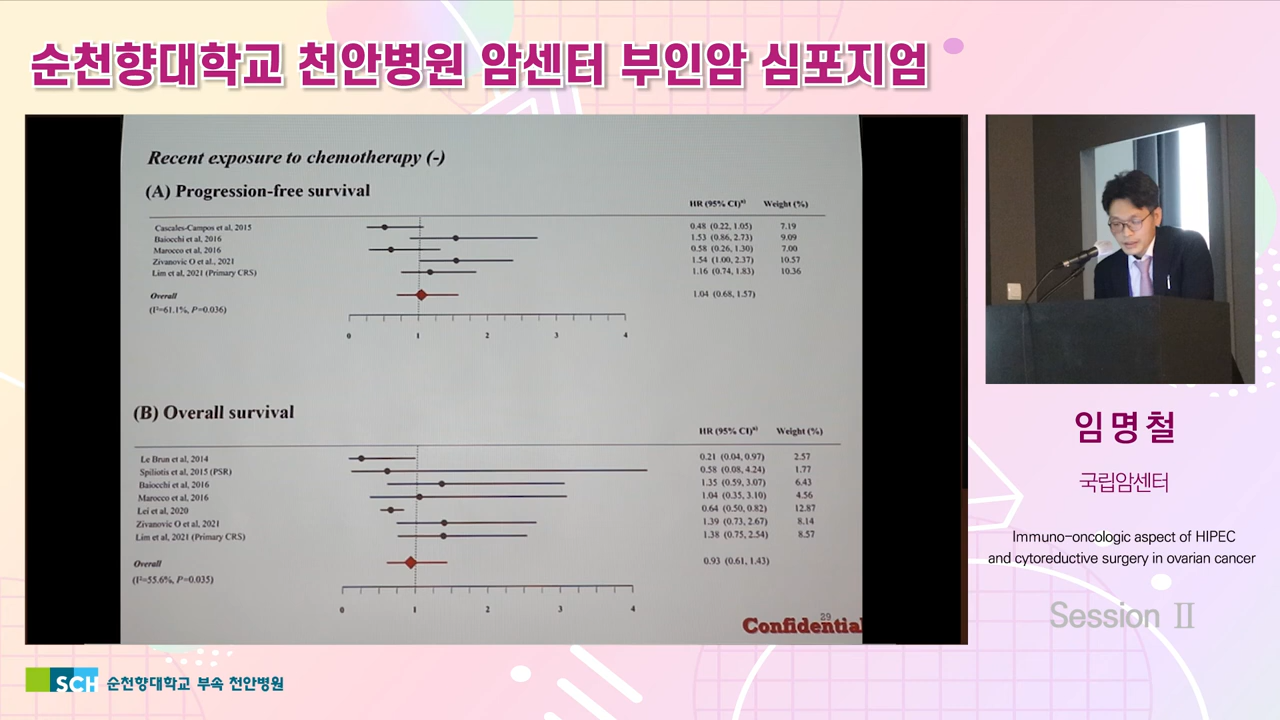 순천향대학교 천안병원 암센터 부인암 심포지엄
Recent exposure to chemotherapy (-)
(A) Progression-free survival
HR (95% CI)a) Weight (%)
Cascales-Campos et al, 2015 0.48 (0.22, 1.05) 7.19
Baiocchi et al, 2016 1.53 (0.86, 2.73) 9.09
Marocco et al, 2016 0.58 (0.26, 1.30) 7.00
Zivanovic O et al., 2021 1.54 (1.00, 2.37) 10.57
Lim et al, 2021 (Primary CRS) 1.16 (0.74, 1.83) 10.36
Overall 1.04 (0.68, 1.57)
(I²=61.1%, P=0.036)
0 1 2 3 4
(B) Overall survival
HR (95% CI)a) Weight (%)
Le Brun et al, 2014 0.21 (0.04, 0.97) 2.57
Spiliotis et al, 2015 (PSR) 0.58 (0.08, 4.24) 1.77
Baiocchi et al, 2016 1.35 (0.59, 3.07) 6.43
Marocco et al, 2016 1.04 (0.35, 3.10) 4.56
Lei et al, 2020 0.64 (0.50, 0.82) 12.87
Zivanovic O et al, 2021 1.39 (0.73, 2.67) 8.14
Lim et al, 2021 (Primary CRS) 1.38 (0.75, 2.54) 8.57
Overall 0.93 (0.61, 1.43)
(I²=55.6%, P=0.035)
0 1 2 3 4
29
Confidential
임명철
국립암센터
Immuno-oncologic aspect of HIPEC
and cytoreductive surgery in ovarian cancer
Session Ⅱ
SCH 순천향대학교 부속 천안병원